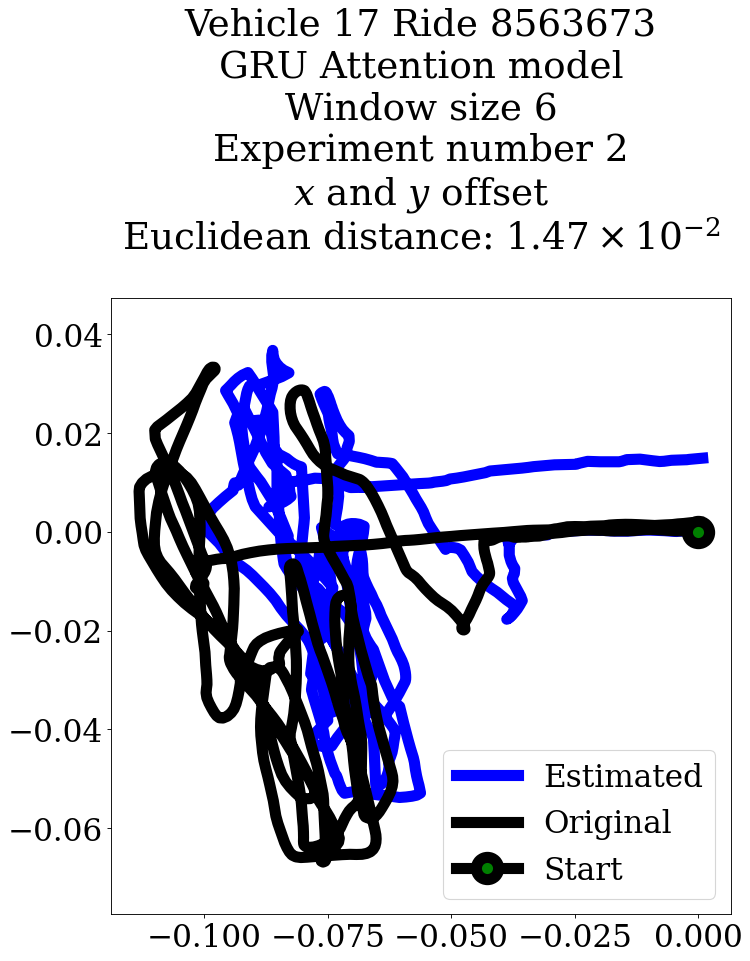 Vehicle 17 Ride 8563673
GRU Attention model
Window size 6
Experiment number 2
x and y offset
Euclidean distance: 1.47 × 10⁻²
0.04
0.02
0.00
−0.02
−0.04
−0.06
Estimated
Original
Start
−0.100 −0.075 −0.050 −0.025 0.000